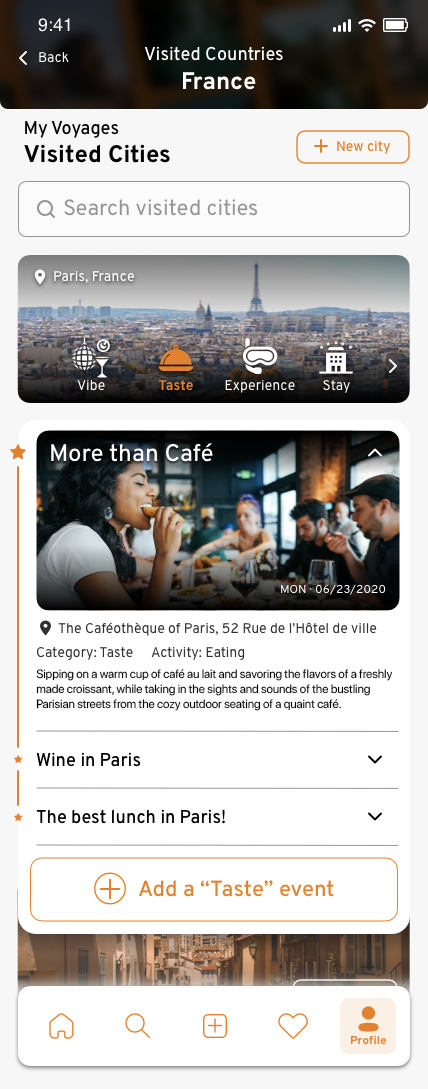 9:41
Back
Visited Countries
France
My Voyages
Visited Cities
New city
Search visited cities
Paris, France
Vibe
Taste
Experience
Stay
More than Café
MON · 06/23/2020
The Caféothèque of Paris, 52 Rue de l'Hôtel de ville
Category: Taste Activity: Eating
Sipping on a warm cup of café au lait and savoring the flavors of a freshly
made croissant, while taking in the sights and sounds of the bustling
Parisian streets from the cozy outdoor seating of a quaint café.
Wine in Paris
The best lunch in Paris!
Add a “Taste” event
Profile